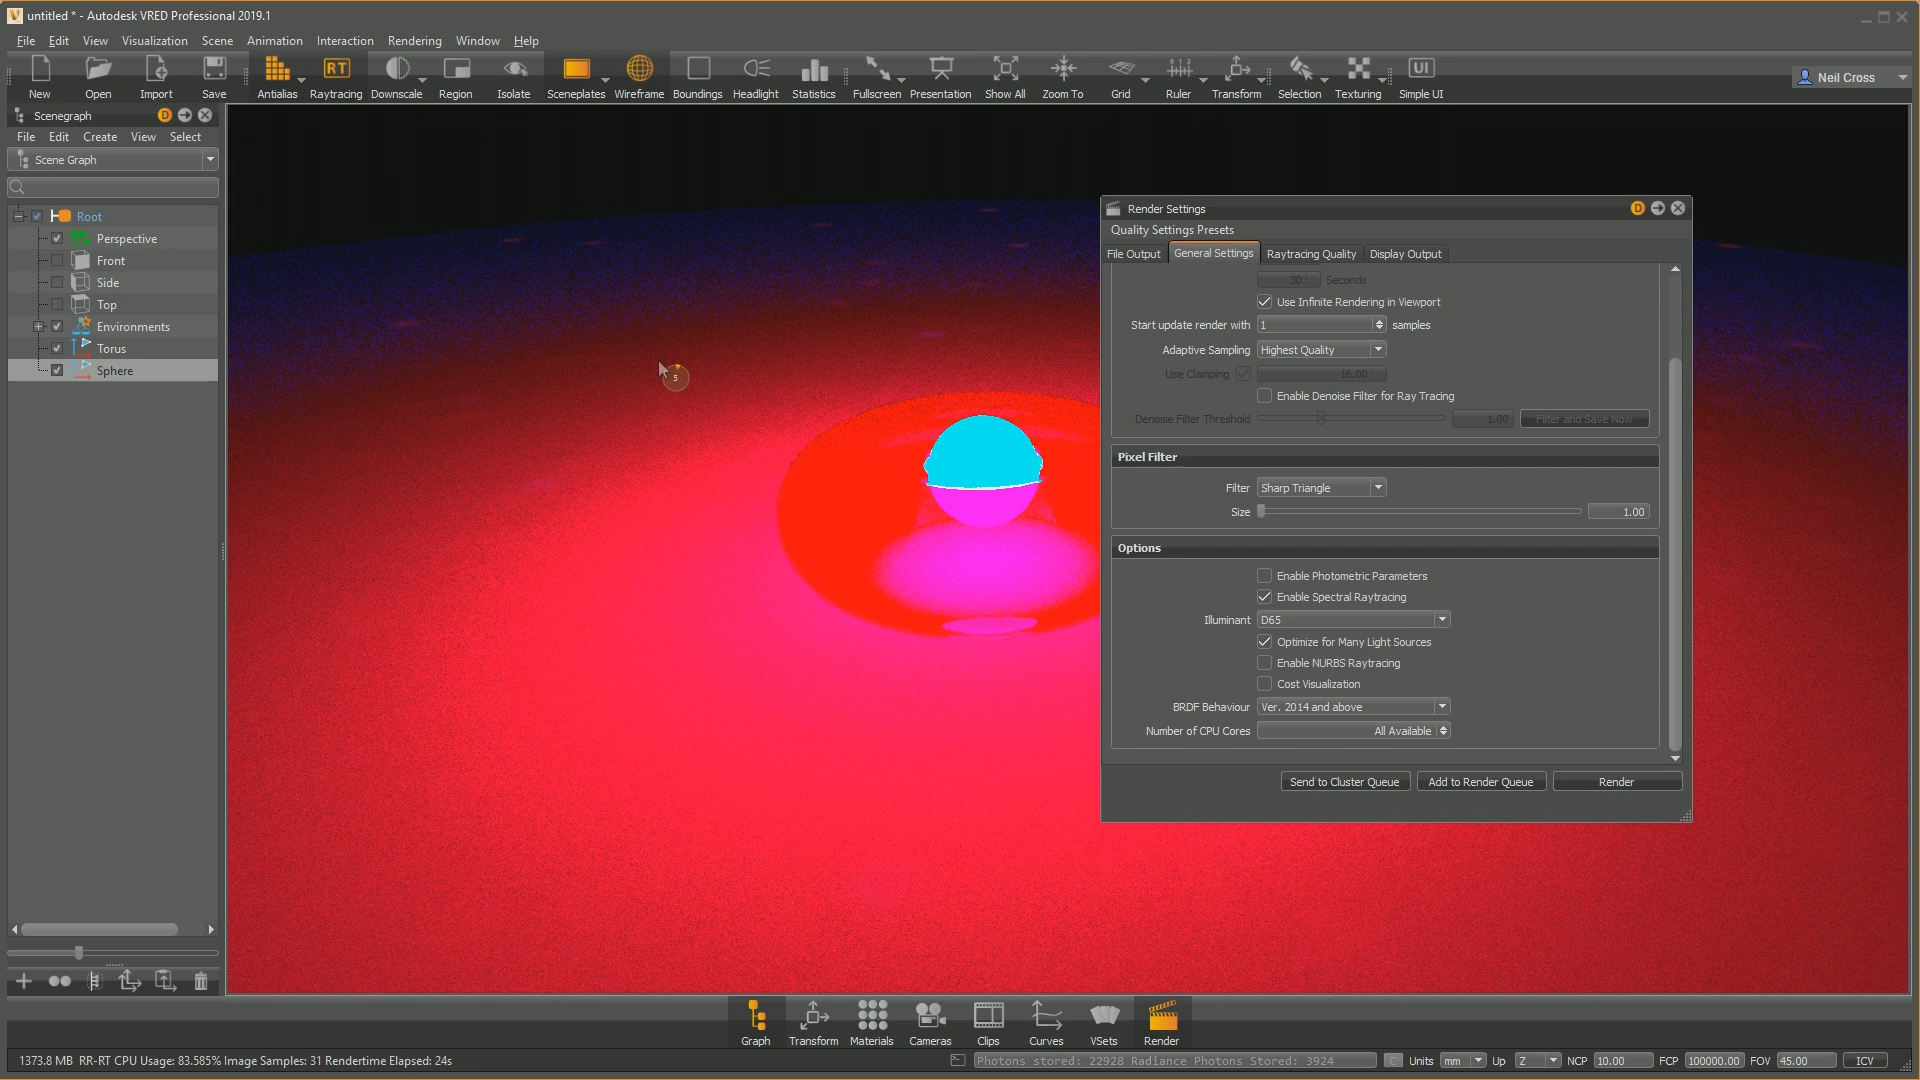 untitled * - Autodesk VRED Professional 2019.1
File Edit View Visualization Scene Animation Interaction Rendering Window Help
RT UI
New Open Import Save Antialias Raytracing Downscale Region Isolate Sceneplates Wireframe Boundings Headlight Statistics Fullscreen Presentation Show All Zoom To Grid Ruler Transform Selection Texturing Simple UI
Neil Cross
Scenegraph D
File Edit Create View Select
Scene Graph
Root
Perspective
Front
Side
Top
Environments
Torus
Sphere
5
Render Settings D
Quality Settings Presets
File Output General Settings Raytracing Quality Display Output
30 Seconds
Use Infinite Rendering in Viewport
Start update render with 1 samples
Adaptive Sampling Highest Quality
Use Clamping 16.00
Enable Denoise Filter for Ray Tracing
Denoise Filter Threshold 1.00 Filter and Save Now
Pixel Filter
Filter Sharp Triangle
Size 1.00
Options
Enable Photometric Parameters
Enable Spectral Raytracing
Illuminant D65
Optimize for Many Light Sources
Enable NURBS Raytracing
Cost Visualization
BRDF Behaviour Ver. 2014 and above
Number of CPU Cores All Available
Send to Cluster Queue Add to Render Queue Render
Graph Transform Materials Cameras Clips Curves VSets Render
1373.8 MB RR-RT CPU Usage: 83.585% Image Samples: 31 Rendertime Elapsed: 24s
Photons stored: 22928 Radiance Photons Stored: 3924
C Units mm Up Z NCP 10.00 FCP 100000.00 FOV 45.00 ICV